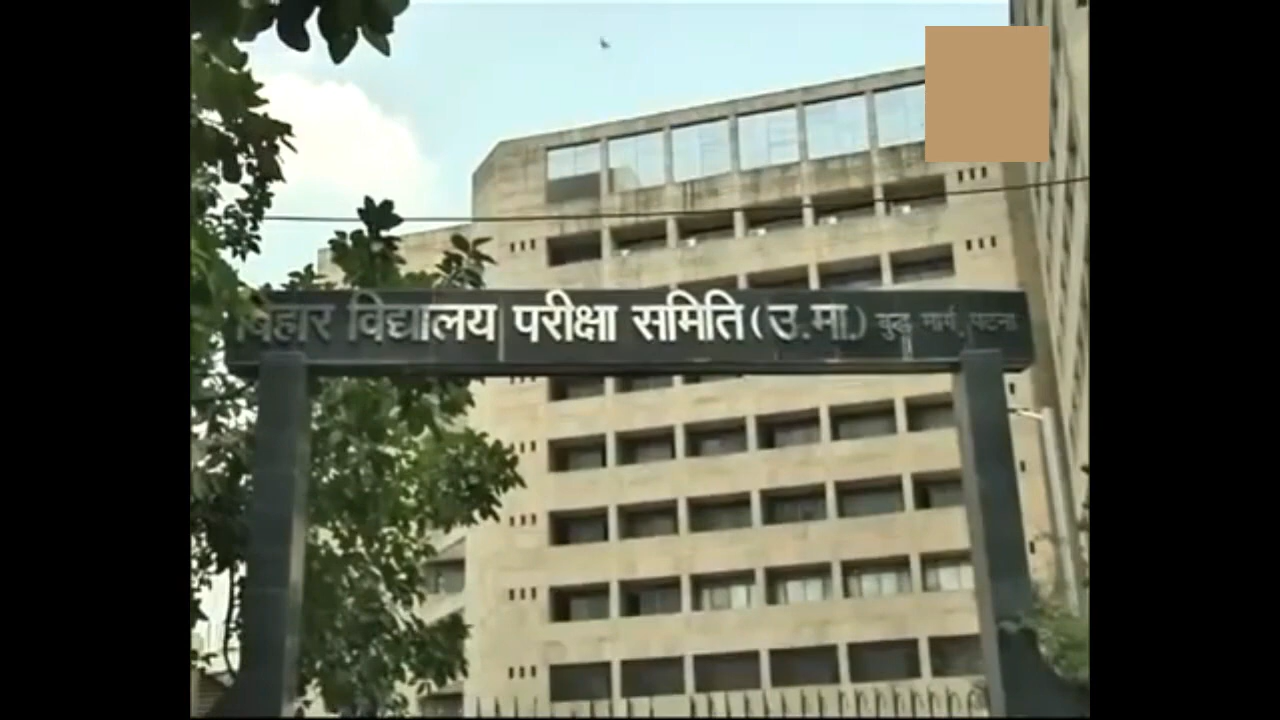 बिहार विद्यालय परीक्षा समिति (उ.मा.) बुद्ध मार्ग, पटना